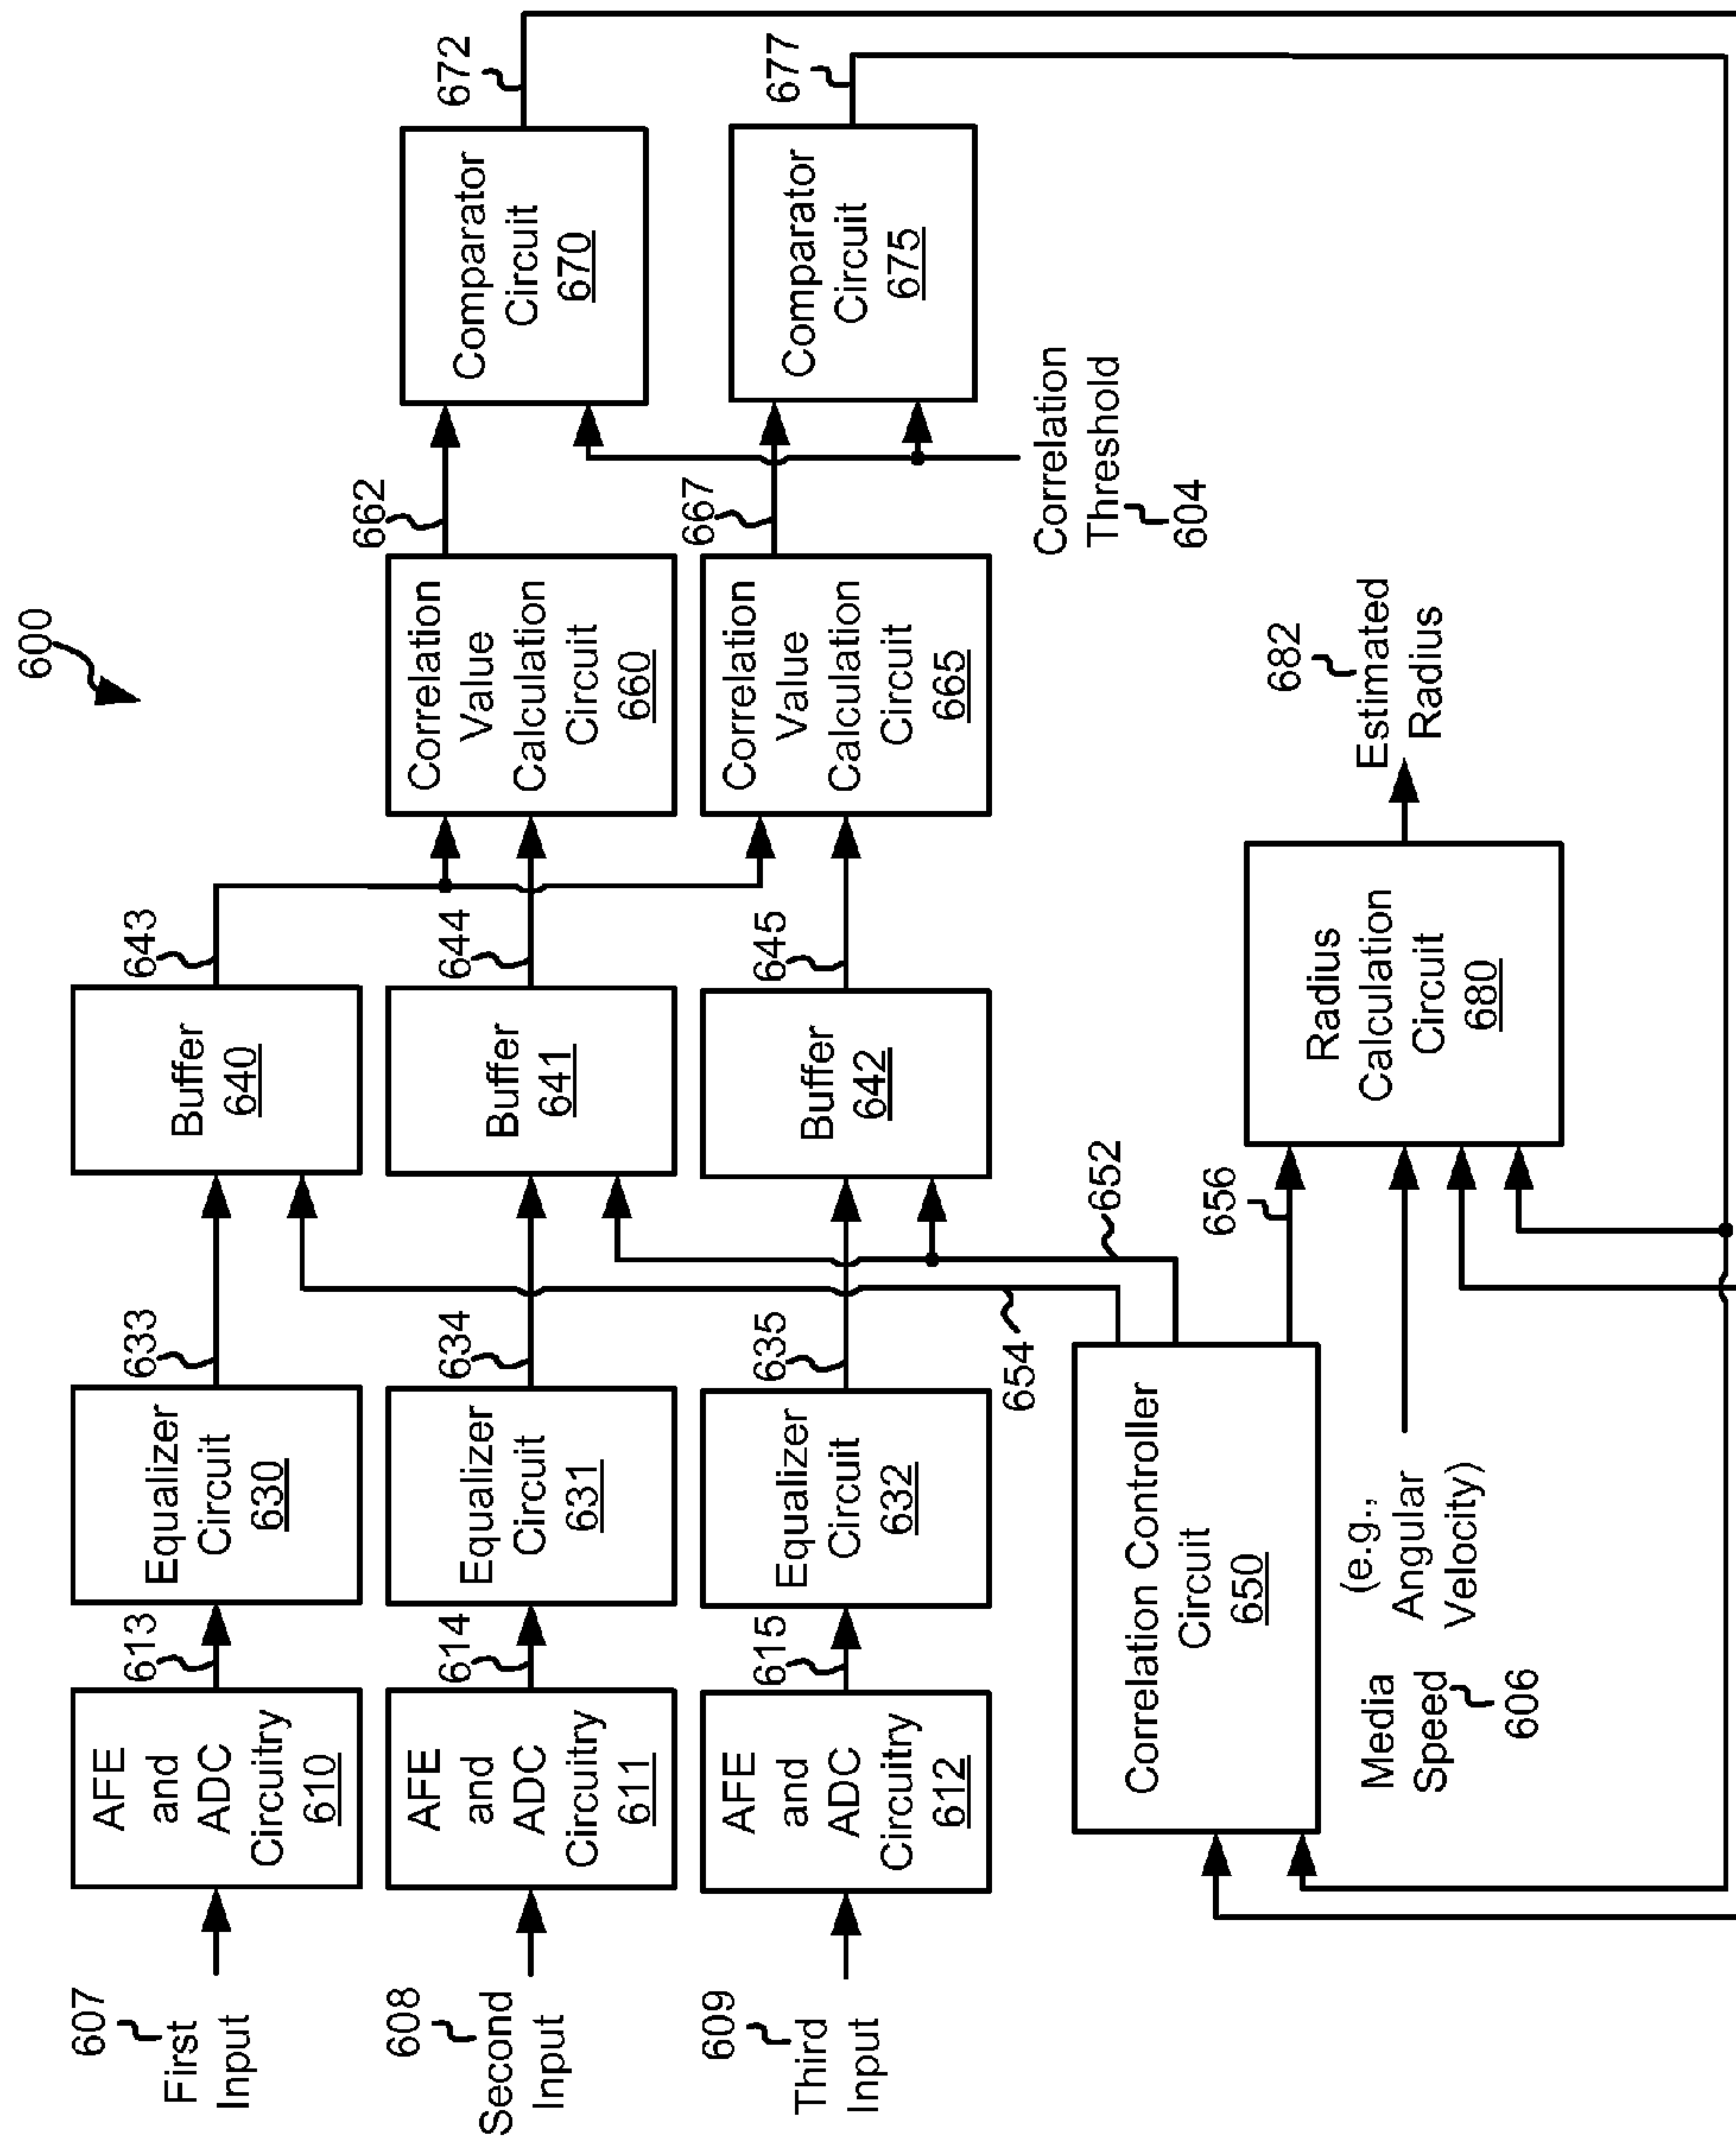 600
607
First
Input
AFE
and
ADC
Circuitry
610
613
Equalizer
Circuit
630
633
Buffer
640
643
608
Second
Input
AFE
and
ADC
Circuitry
611
614
Equalizer
Circuit
631
634
Buffer
641
644
Correlation
Value
Calculation
Circuit
660
662
Comparator
Circuit
670
672
609
Third
Input
AFE
and
ADC
Circuitry
612
615
Equalizer
Circuit
632
635
Buffer
642
645
Correlation
Value
Calculation
Circuit
665
667
Comparator
Circuit
675
677
654
652
Correlation
Threshold
604
Correlation Controller
Circuit
650
656
Media
Speed
606
(e.g.,
Angular
Velocity)
Radius
Calculation
Circuit
680
682
Estimated
Radius